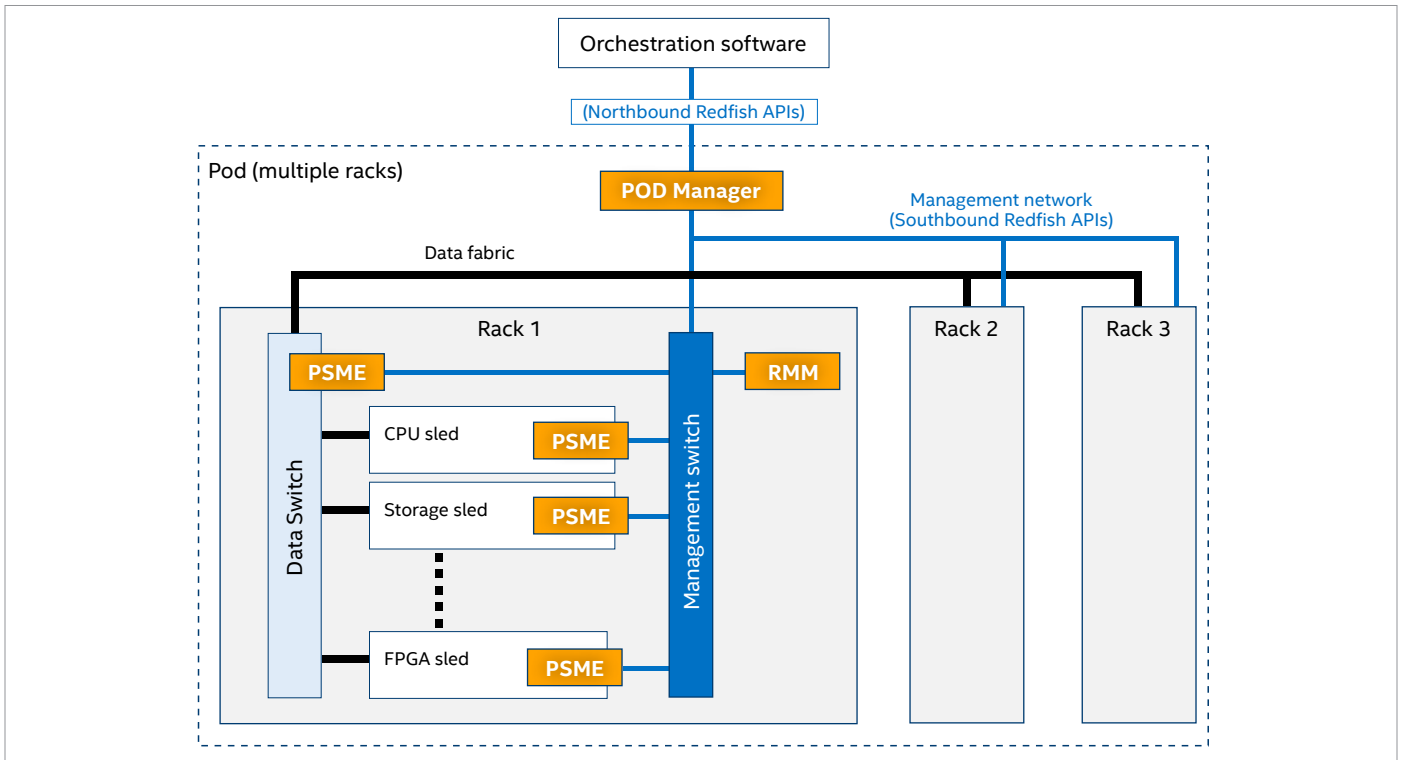 Orchestration software
(Northbound Redfish APIs)
Pod (multiple racks)
POD Manager
Management network
(Southbound Redfish APIs)
Data fabric
Rack 1
Rack 2
Rack 3
PSME
RMM
CPU sled
PSME
Storage sled
PSME
Data Switch
Management switch
FPGA sled
PSME